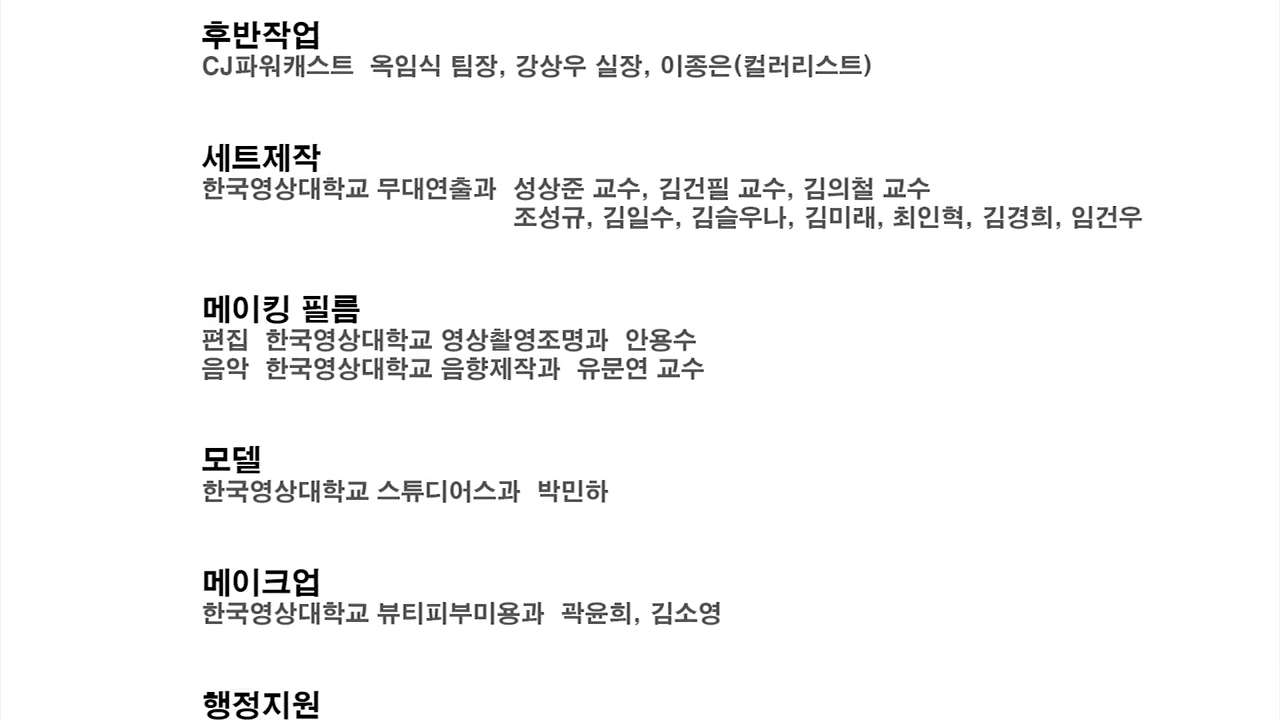 후반작업
CJ파워캐스트 옥임식 팀장, 강상우 실장, 이종은(컬러리스트)
세트제작
한국영상대학교 무대연출과 성상준 교수, 김건필 교수, 김의철 교수
조성규, 김일수, 김슬우나, 김미래, 최인혁, 김경희, 임건우
메이킹 필름
편집 한국영상대학교 영상촬영조명과 안용수
음악 한국영상대학교 음향제작과 유문연 교수
모델
한국영상대학교 스튜디어스과 박민하
메이크업
한국영상대학교 뷰티피부미용과 곽윤희, 김소영
행정지원